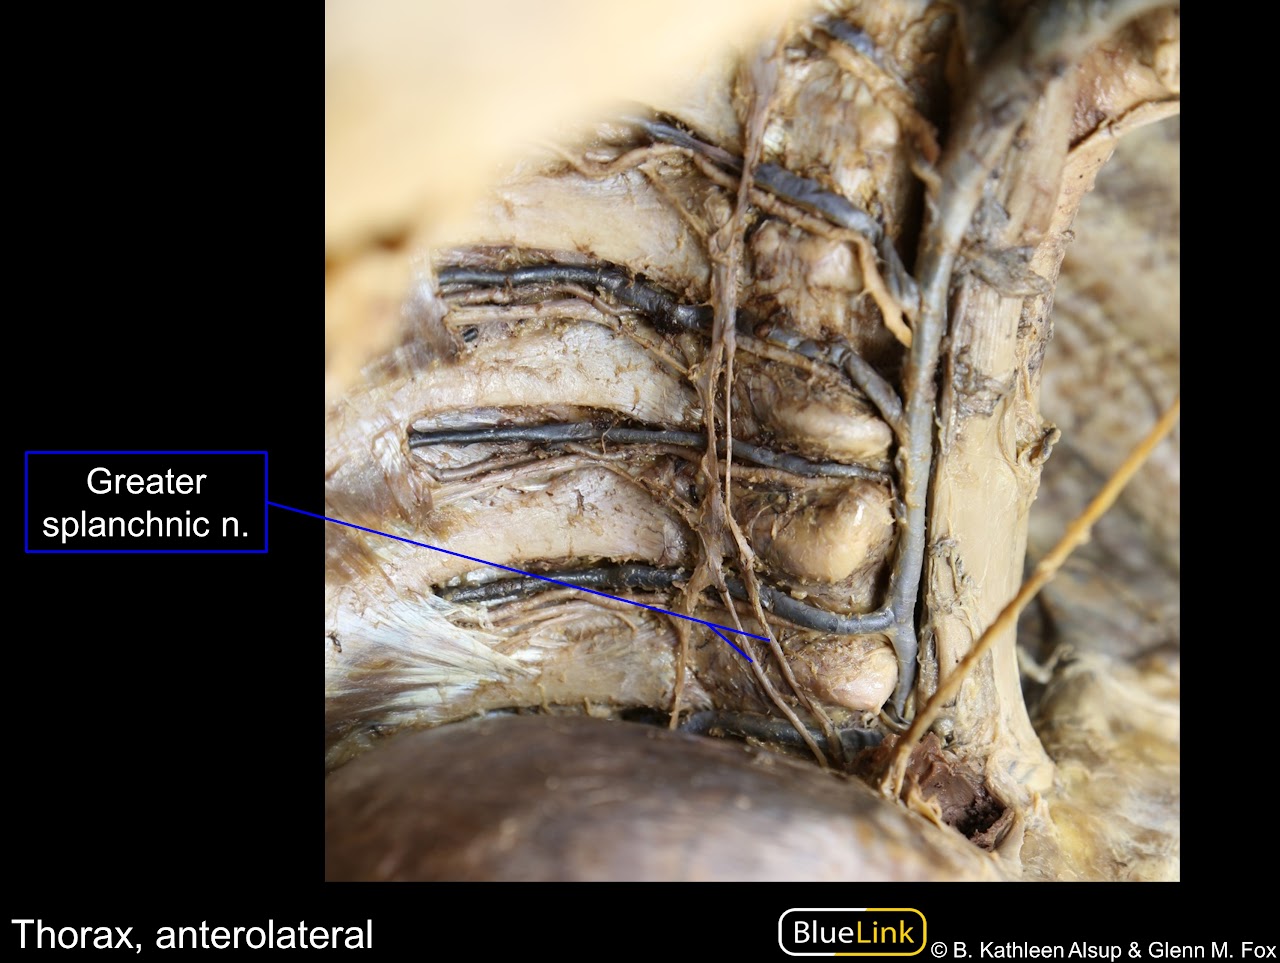 Greater
splanchnic n.
Thorax, anterolateral
BlueLink
© B. Kathleen Alsup & Glenn M. Fox